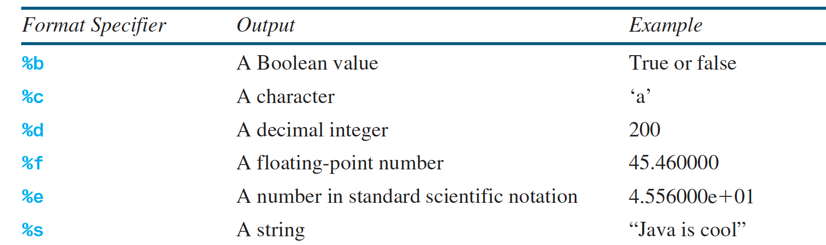 Format Specifier Output Example
%b A Boolean value True or false
%c A character ‘a’
%d A decimal integer 200
%f A floating-point number 45.460000
%e A number in standard scientific notation 4.556000e+01
%s A string “Java is cool”